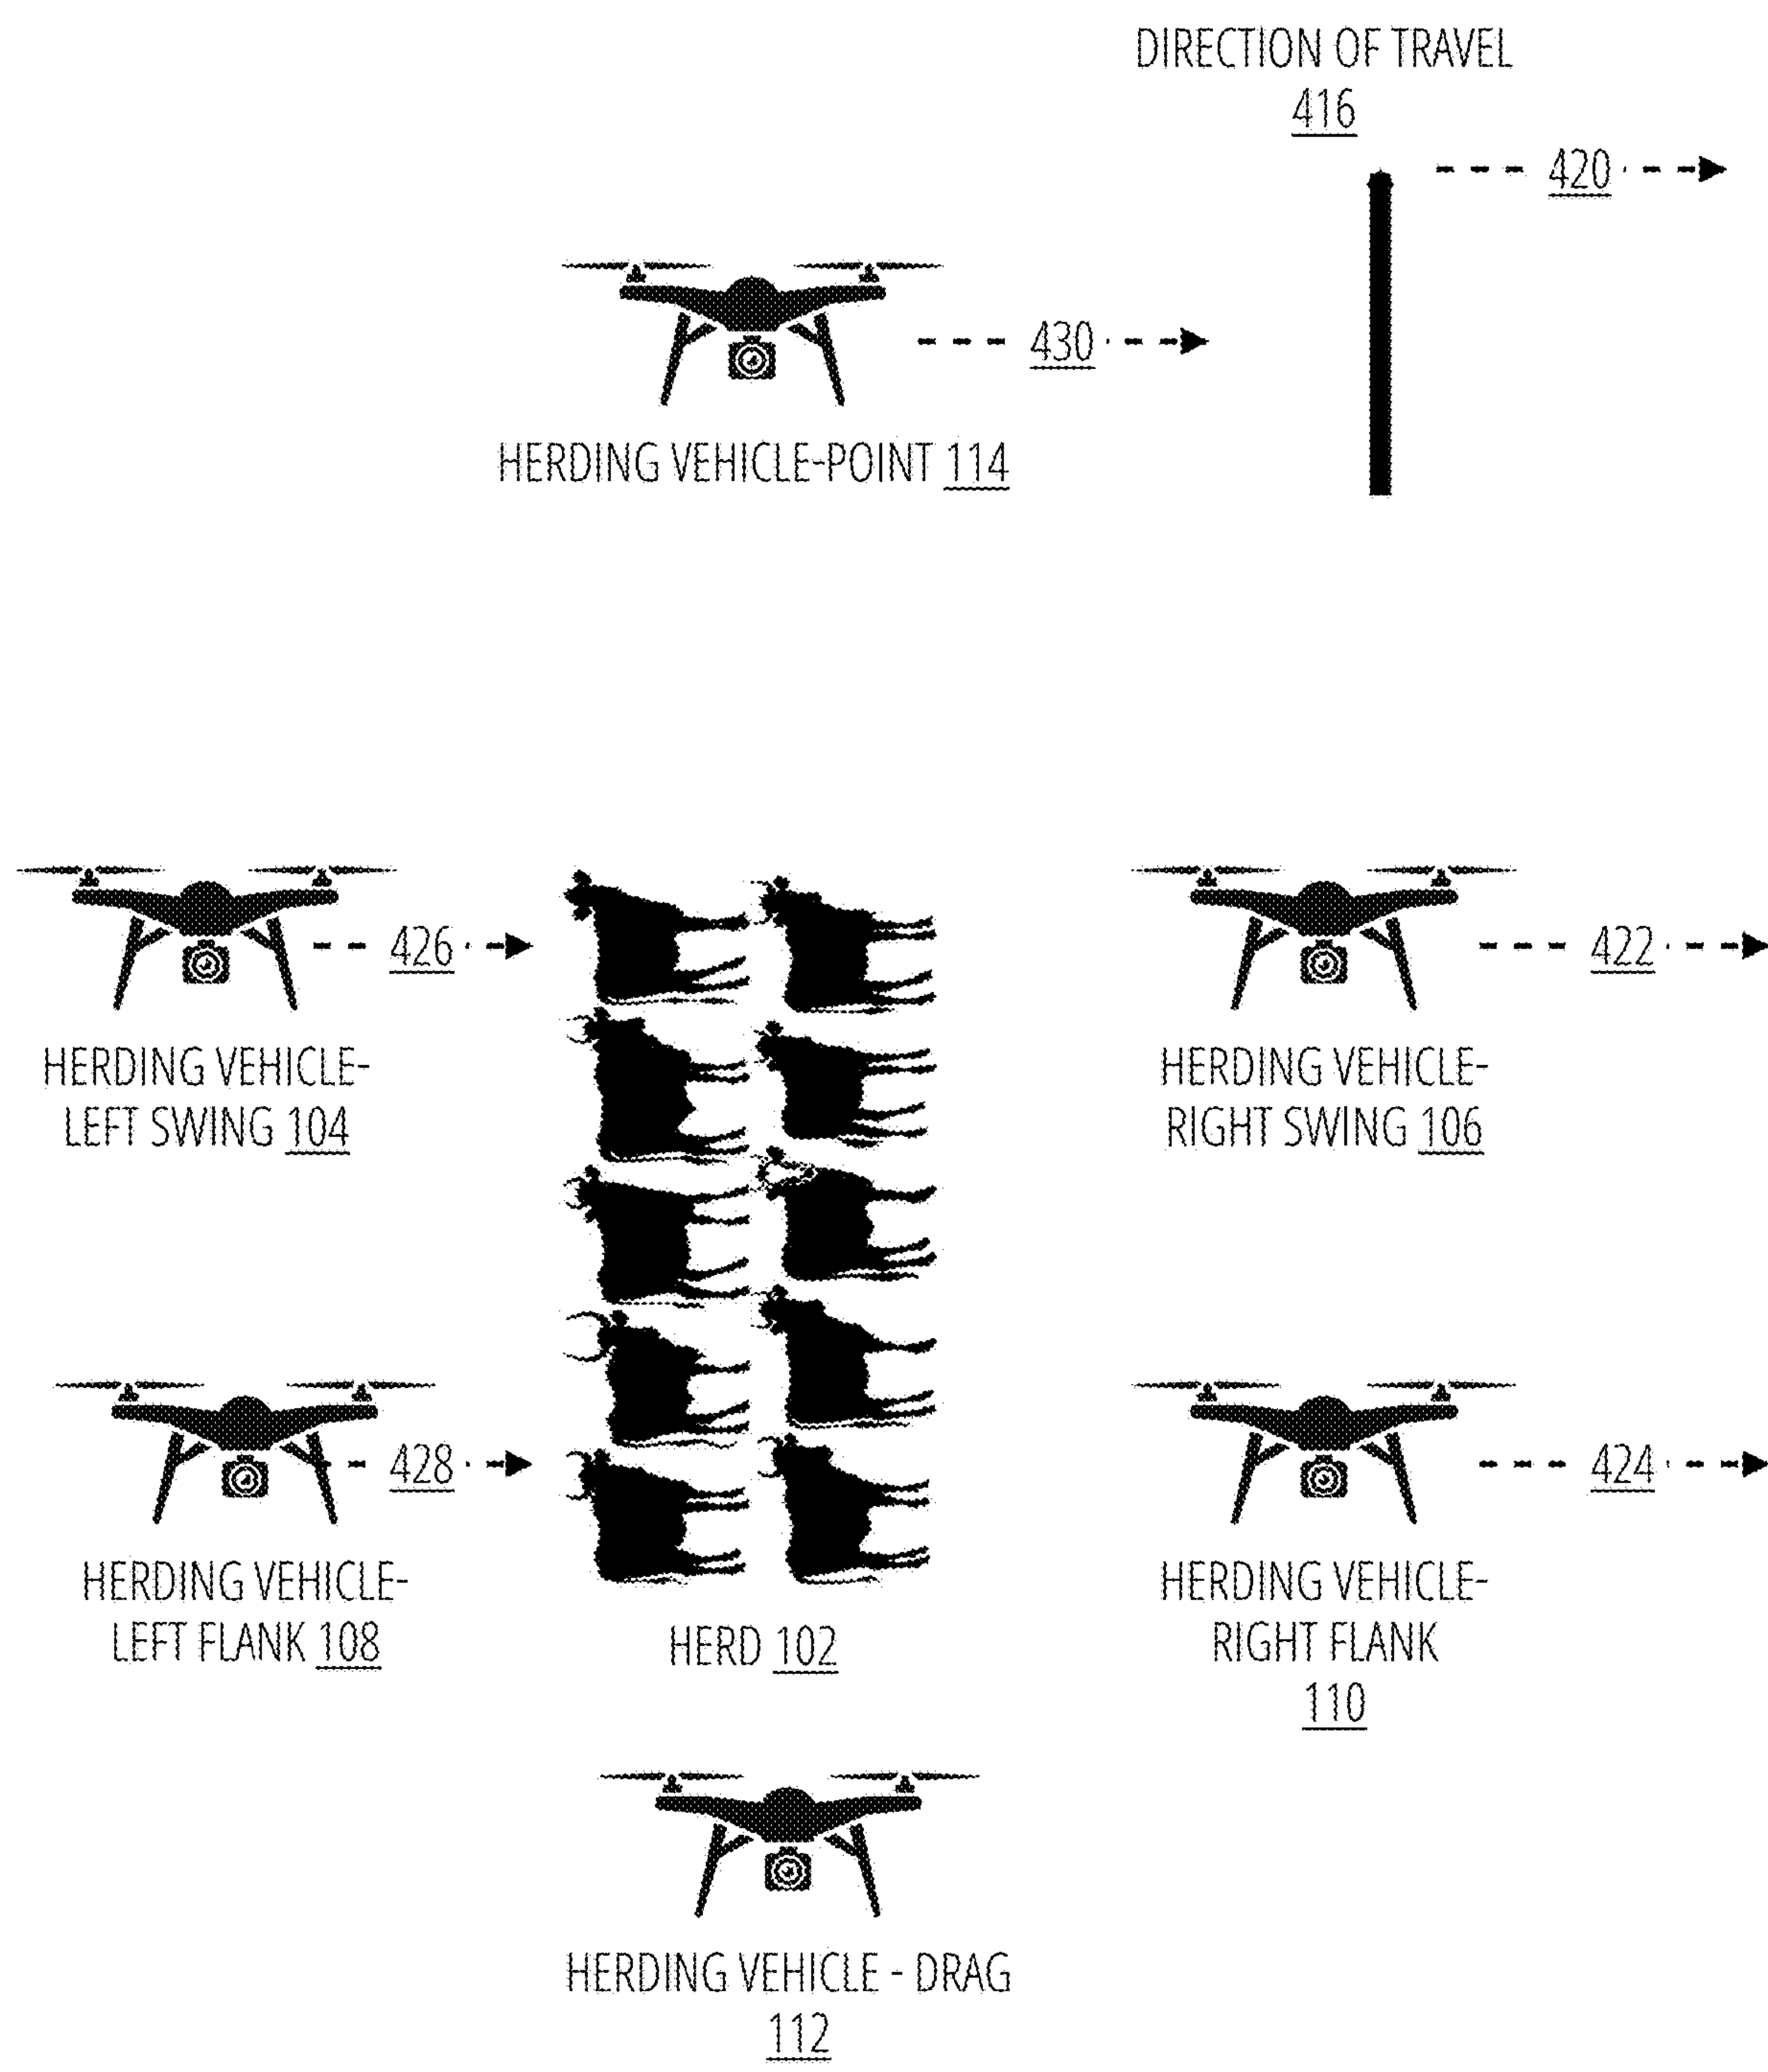 DIRECTION OF TRAVEL
416
420
430
HERDING VEHICLE-POINT 114
426
422
HERDING VEHICLE-
LEFT SWING 104
HERDING VEHICLE-
RIGHT SWING 106
428
424
HERDING VEHICLE-
LEFT FLANK 108
HERD 102
HERDING VEHICLE-
RIGHT FLANK
110
HERDING VEHICLE - DRAG
112